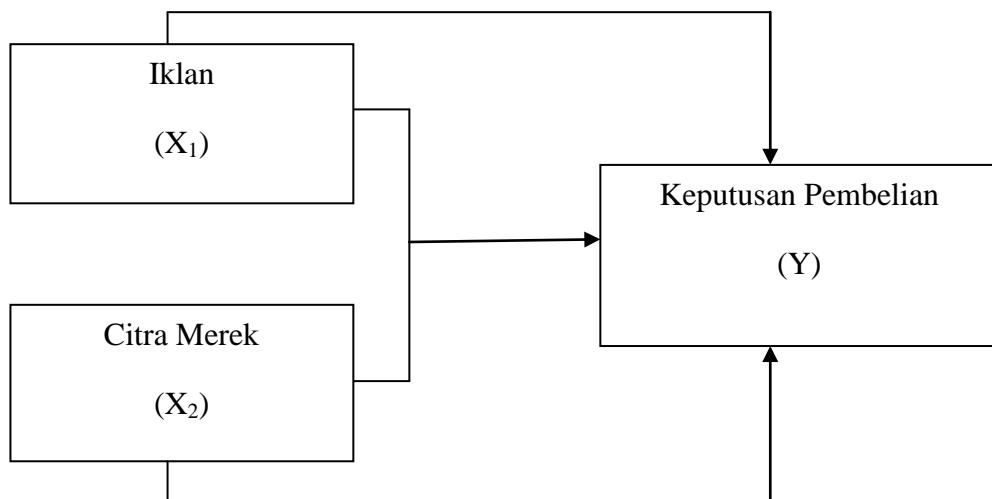 Iklan
(X₁)
Keputusan Pembelian
(Y)
Citra Merek
(X₂)